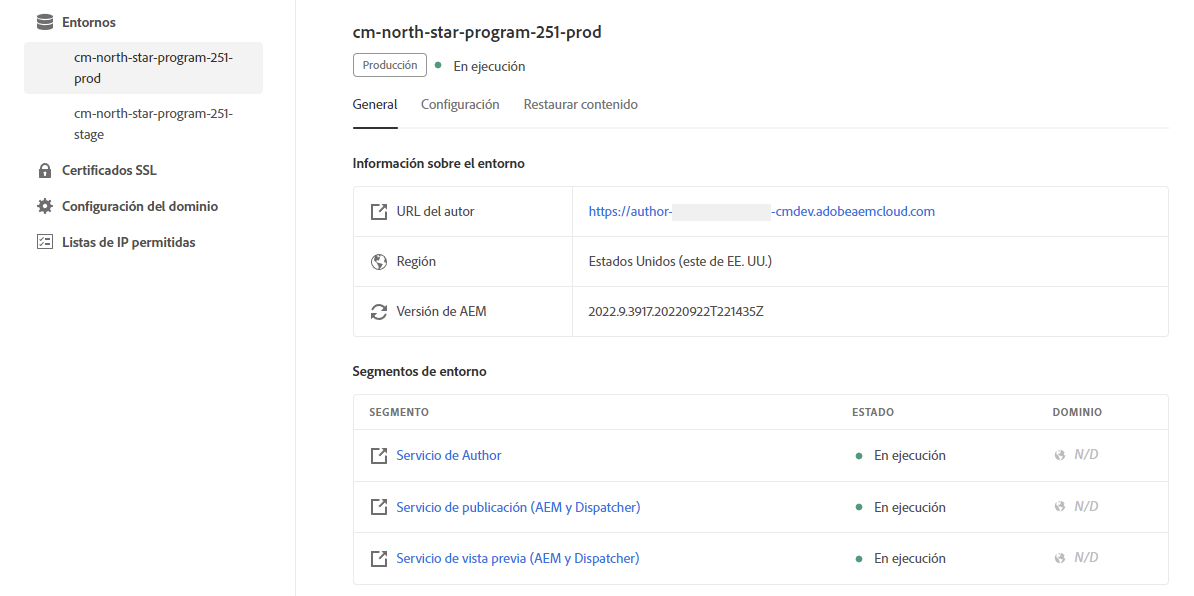 Entornos
cm-north-star-program-251-
prod
cm-north-star-program-251-
stage
Certificados SSL
Configuración del dominio
Listas de IP permitidas
cm-north-star-program-251-prod
Producción En ejecución
General Configuración Restaurar contenido
Información sobre el entorno
URL del autor https://author- -cmdev.adobeaemcloud.com
Región Estados Unidos (este de EE. UU.)
Versión de AEM 2022.9.3917.20220922T221435Z
Segmentos de entorno
SEGMENTO ESTADO DOMINIO
Servicio de Author En ejecución N/D
Servicio de publicación (AEM y Dispatcher) En ejecución N/D
Servicio de vista previa (AEM y Dispatcher) En ejecución N/D